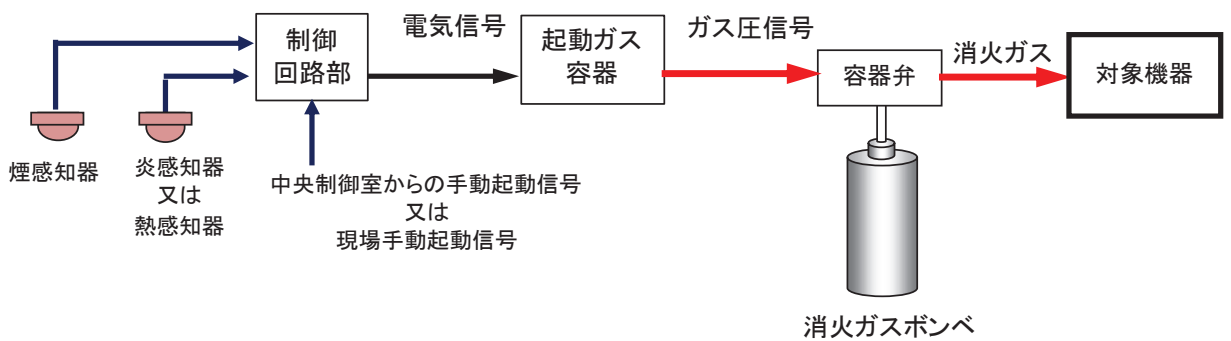 制御
回路部
電気信号
起動ガス
容器
ガス圧信号
容器弁
消火ガス
対象機器
煙感知器
炎感知器
又は
熱感知器
中央制御室からの手動起動信号
又は
現場手動起動信号
消火ガスボンベ